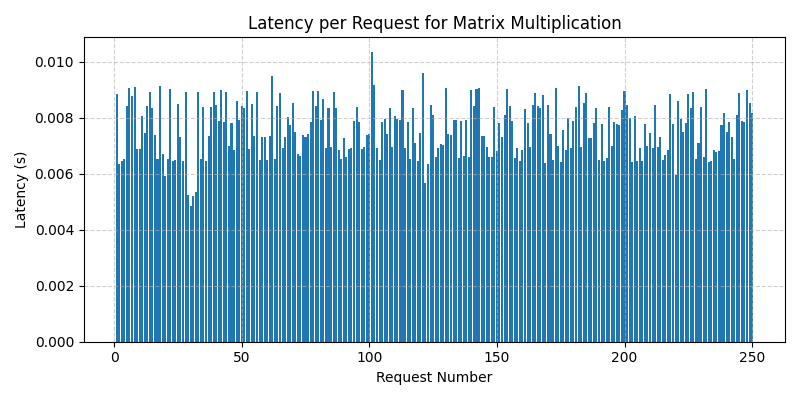 Latency per Request for Matrix Multiplication
0.010
0.008
0.006
0.004
0.002
0.000
Latency (s)
0 50 100 150 200 250
Request Number